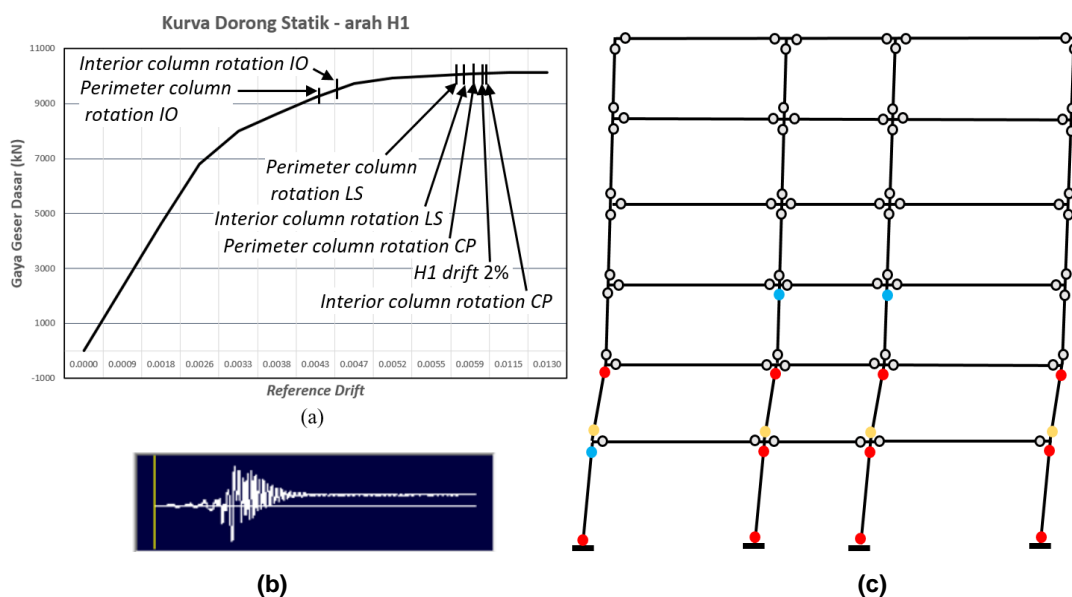 Kurva Dorong Statik - arah H1
Gaya Geser Dasar (kN)
11000
9000
7000
5000
3000
1000
-1000
Interior column rotation IO
Perimeter column
rotation IO
Perimeter column
rotation LS
Interior column rotation LS
Perimeter column rotation CP
H1 drift 2%
Interior column rotation CP
0.0000 0.0009 0.0018 0.0026 0.0033 0.0038 0.0043 0.0047 0.0052 0.0055 0.0059 0.0115 0.0130
Reference Drift
(a)
(b)
(c)